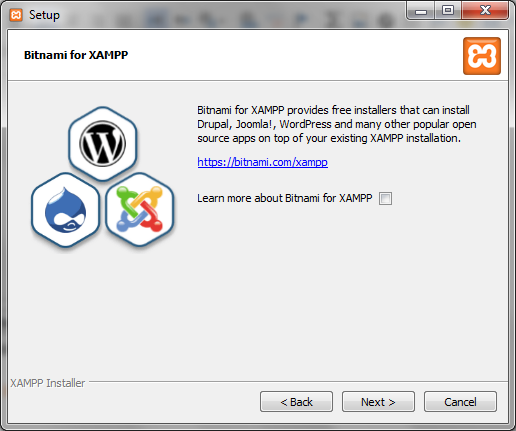 Setup
Bitnami for XAMPP
Bitnami for XAMPP provides free installers that can install
Drupal, Joomla!, WordPress and many other popular open
source apps on top of your existing XAMPP installation.
https://bitnami.com/xampp
Learn more about Bitnami for XAMPP
XAMPP Installer
< Back
Next >
Cancel